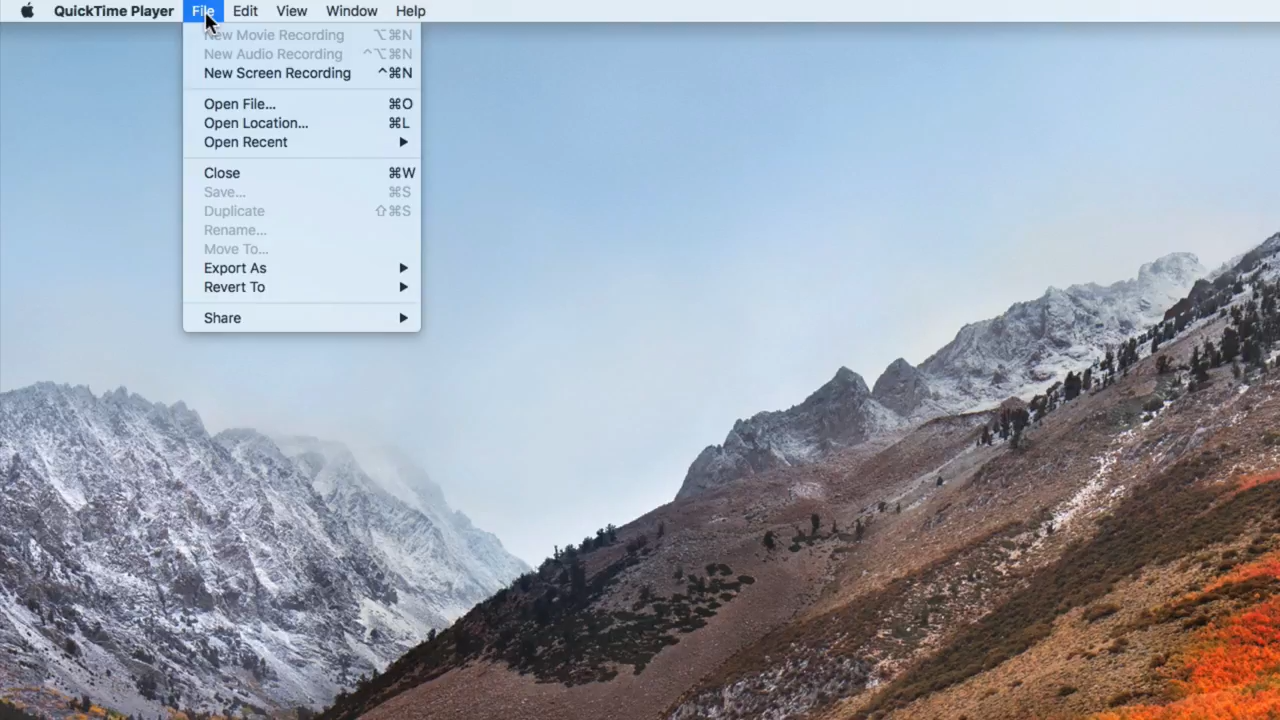 QuickTime Player File Edit View Window Help
New Movie Recording ⌥⌘N
New Audio Recording ^⌥⌘N
New Screen Recording ^⌘N
Open File... ⌘O
Open Location... ⌘L
Open Recent ▶
Close ⌘W
Save... ⌘S
Duplicate ⇧⌘S
Rename...
Move To...
Export As ▶
Revert To ▶
Share ▶